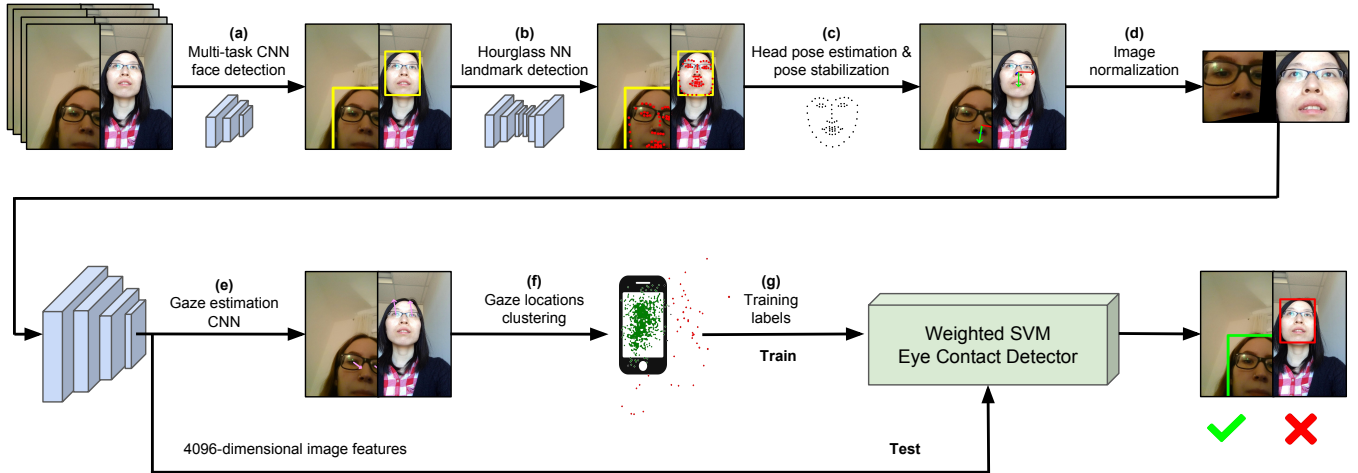 (a)
Multi-task CNN
face detection
(b)
Hourglass NN
landmark detection
(c)
Head pose estimation &
pose stabilization
(d)
Image
normalization
(e)
Gaze estimation
CNN
(f)
Gaze locations
clustering
(g)
Training
labels
Train
Weighted SVM
Eye Contact Detector
4096-dimensional image features
Test